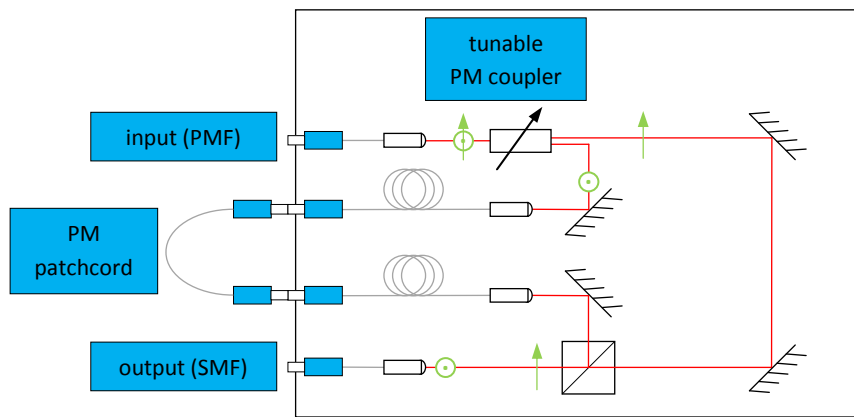 tunable
PM coupler
input (PMF)
PM
patchcord
output (SMF)